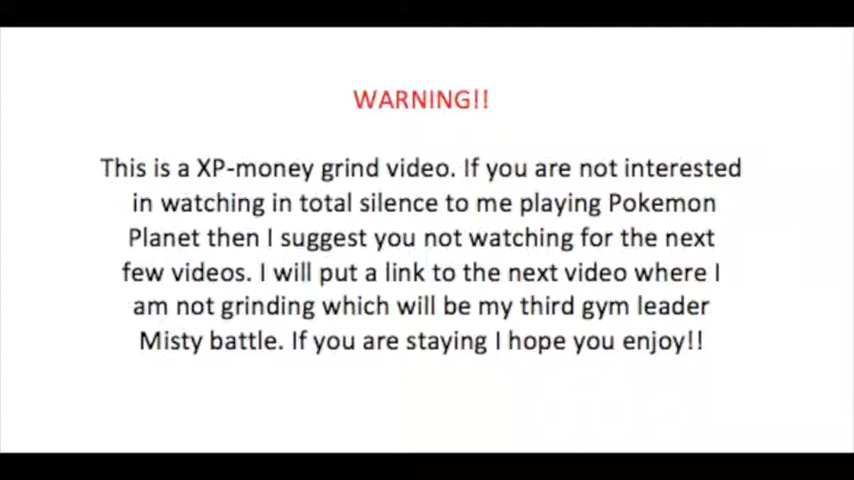 WARNING!!
This is a XP-money grind video. If you are not interested
in watching in total silence to me playing Pokemon
Planet then I suggest you not watching for the next
few videos. I will put a link to the next video where I
am not grinding which will be my third gym leader
Misty battle. If you are staying I hope you enjoy!!